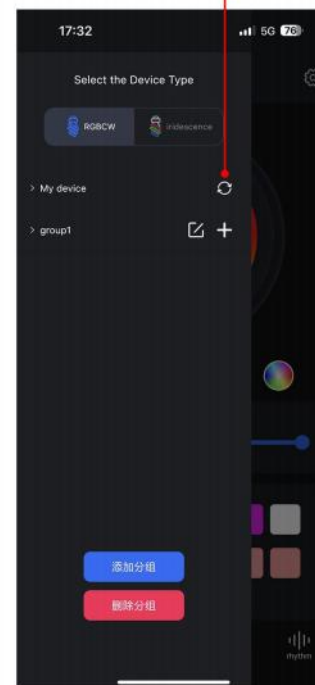 17:32
5G 76
Select the Device Type
RGBCW
iridescence
My device
group1
添加分组
删除分组
rhythm